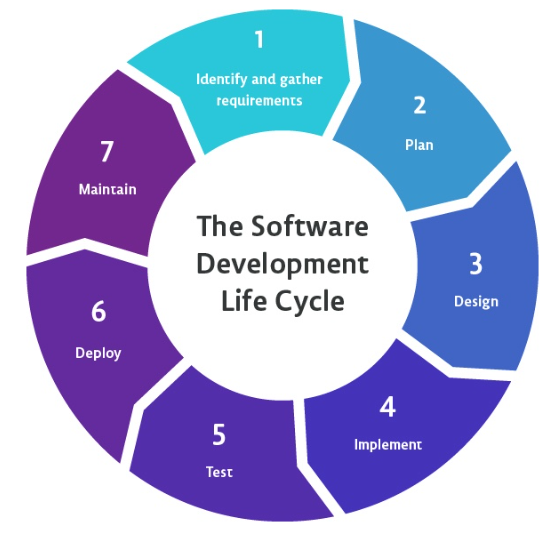 The Software
Development
Life Cycle
1
Identify and gather
requirements
2
Plan
3
Design
4
Implement
5
Test
6
Deploy
7
Maintain